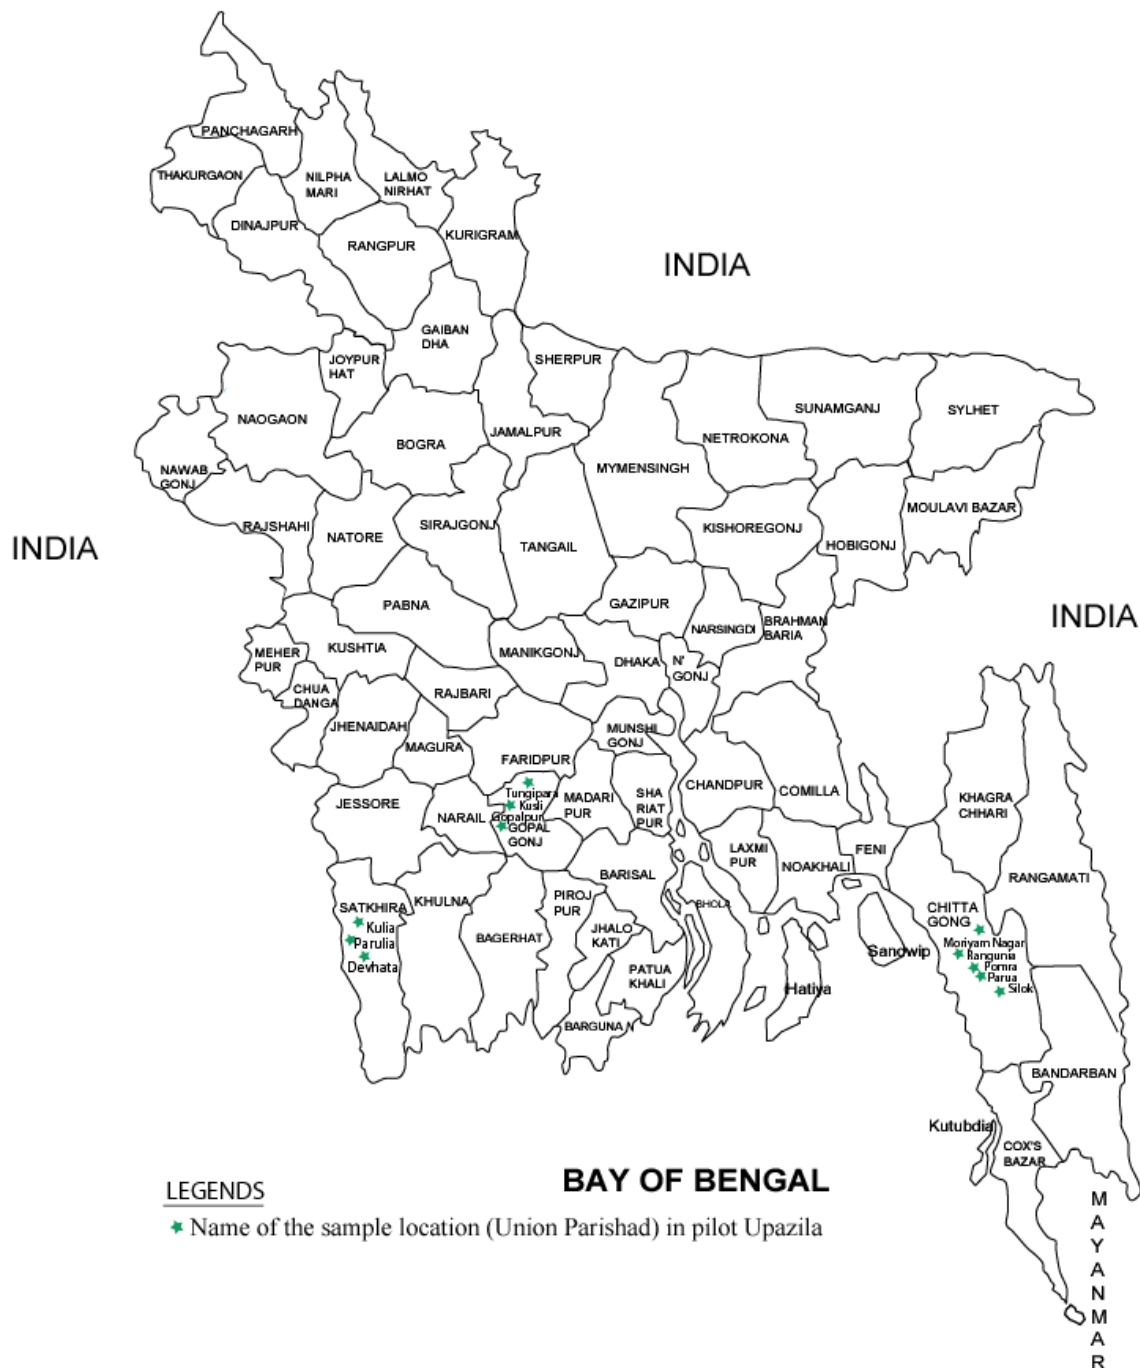 PANCHAGARH
THAKURGAON
NILPHA
MARI
LALMO
NIRHAT
DINAJPUR
RANGPUR
KURIGRAM
INDIA
GAIBAN
DHA
JOYPUR
HAT
SHERPUR
NAOGAON
BOGRA
JAMALPUR
SUNAMGANJ
SYLHET
NETROKONA
NAWAB
GONJ
MYMENSINGH
RAJSHAHI
NATORE
SIRAJGONJ
TANGAIL
KISHOREGONJ
HOBIGONJ
MOULAVI BAZAR
INDIA
PABNA
GAZIPUR
NARSINGDI
BRAHMAN
BARIA
INDIA
MEHER
PUR
KUSHTIA
MANIKGONJ
DHAKA
N'
GONJ
CHUA
DANGA
RAJBARI
JHENAIDAH
MAGURA
FARIDPUR
MUNSHI
GONJ
CHANDPUR
COMILLA
JESSORE
NARAIL
Tungipara
Kusli
Gopalpur
GOPAL
GONJ
MADARI
PUR
SHA
RIAT
PUR
KHAGRA
CHHARI
LAXMI
PUR
NOAKHALI
FENI
RANGAMATI
SATKHIRA
Kulia
Parulia
Devhata
KHULNA
BAGERHAT
PIROJ
PUR
BARISAL
JHALO
KATI
PATUA
KHALI
BARGUNA N
BHOLA
Hatiya
Sandwip
CHITTA
GONG
Moriyam Nagar
Rangunia
Pomra
Parua
Silok
BANDARBAN
Kutubdia
COX'S
BAZAR
BAY OF BENGAL
LEGENDS
Name of the sample location (Union Parishad) in pilot Upazila
M
A
Y
A
N
M
A
R